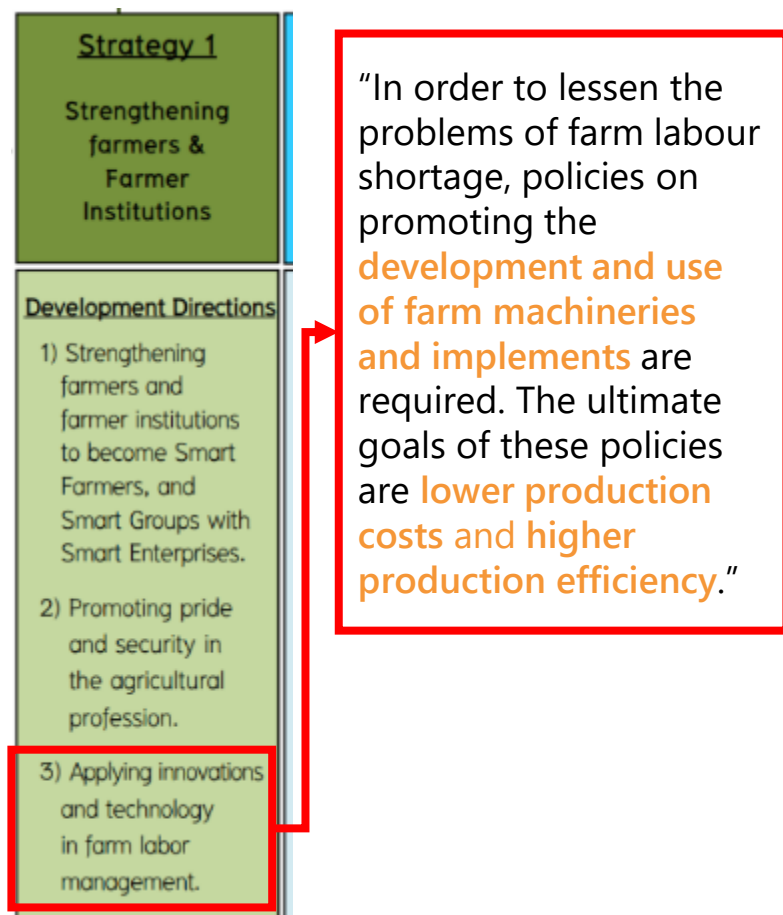 Strategy 1
Strengthening
farmers &
Farmer
Institutions
Development Directions
1) Strengthening
farmers and
farmer institutions
to become Smart
Farmers, and
Smart Groups with
Smart Enterprises.
2) Promoting pride
and security in
the agricultural
profession.
3) Applying innovations
and technology
in farm labor
management.
“In order to lessen the
problems of farm labour
shortage, policies on
promoting the
development and use
of farm machineries
and implements are
required. The ultimate
goals of these policies
are lower production
costs and higher
production efficiency.”